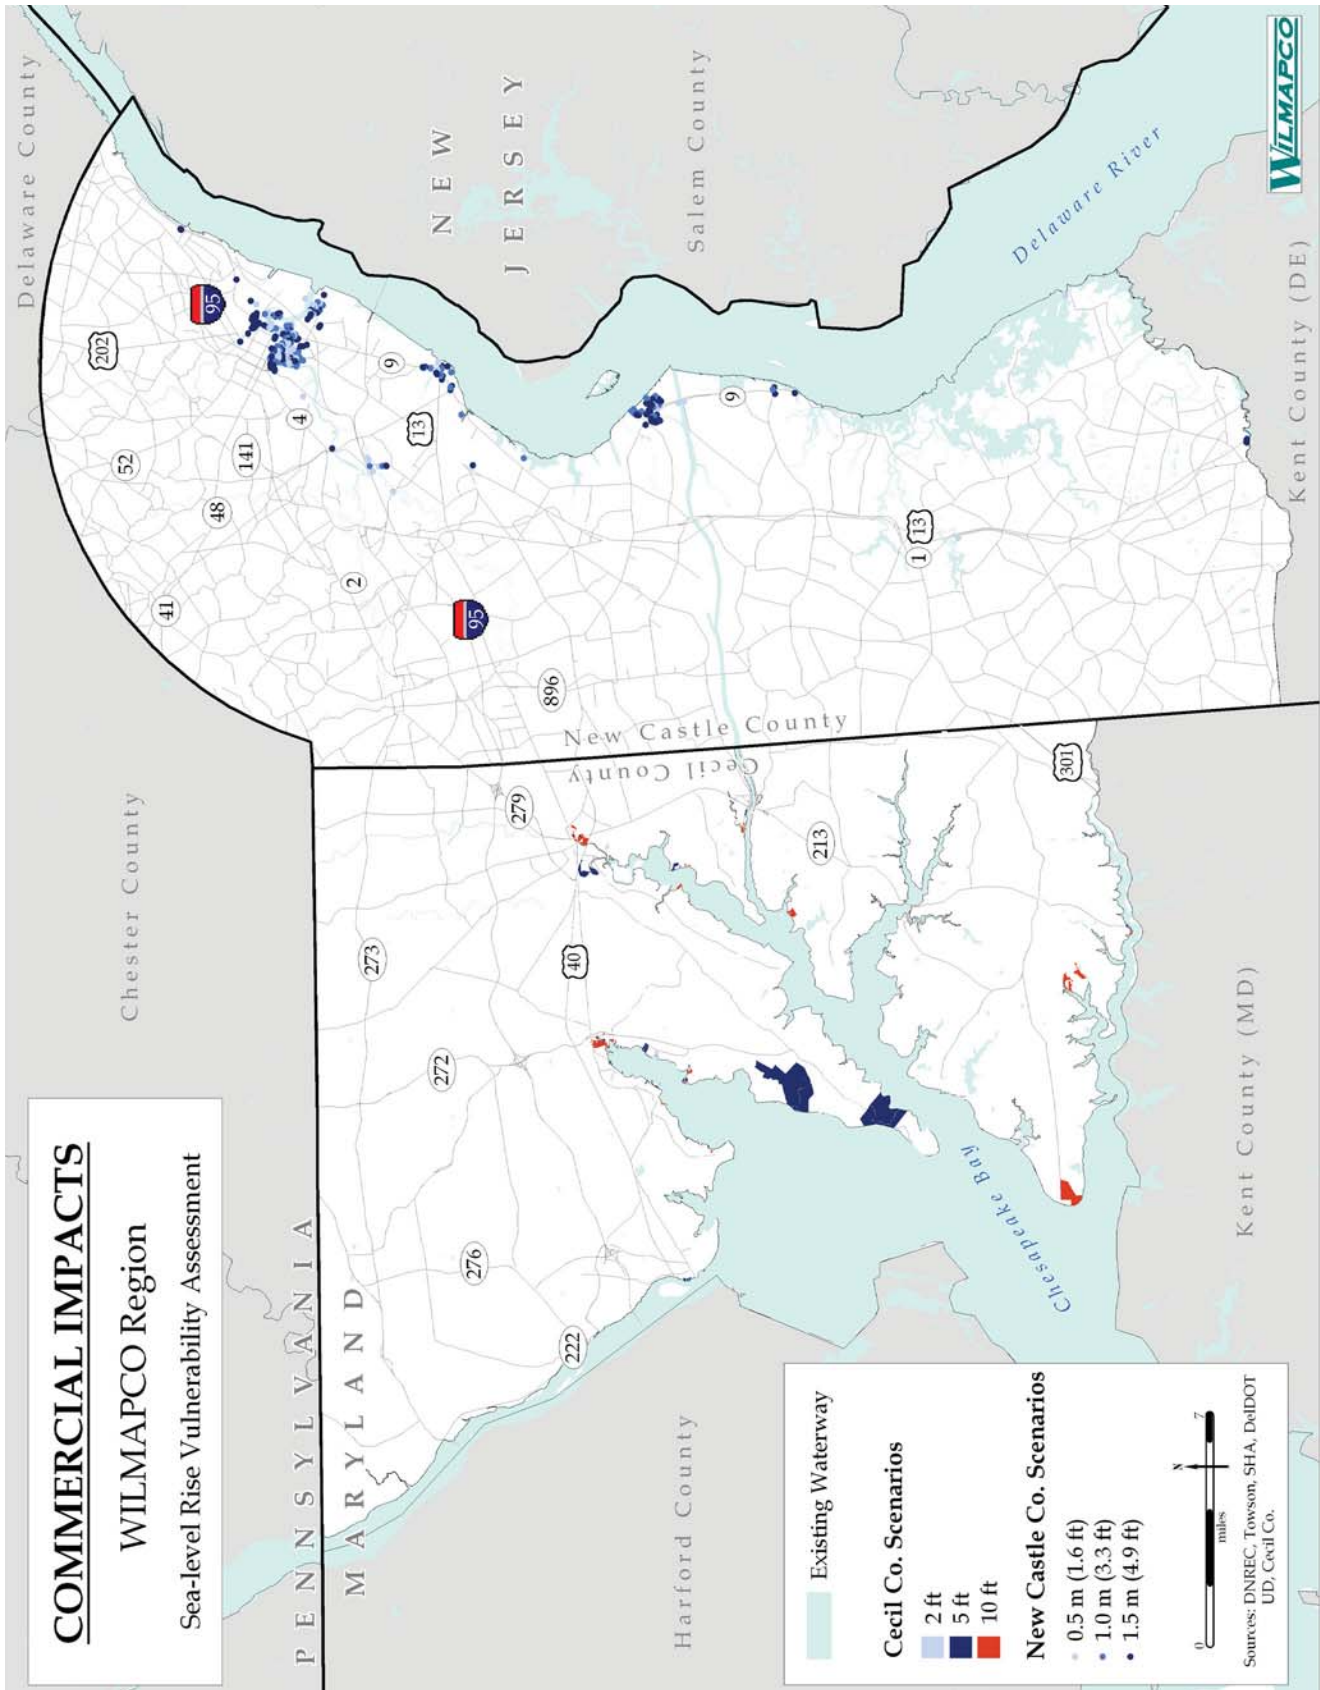 COMMERCIAL IMPACTS
WILMAPCO Region
Sea-level Rise Vulnerability Assessment
PENNSYLVANIA
MARYLAND
Chester County
Delaware County
NEW
JERSEY
Salem County
Harford County
Kent County (MD)
Kent County (DE)
New Castle County
Cecil County
Chesapeake Bay
Delaware River
222
276
272
273
40
279
213
301
896
95
2
41
48
141
52
4
202
95
13
9
9
1
13
Existing Waterway
Cecil Co. Scenarios
2 ft
5 ft
10 ft
New Castle Co. Scenarios
0.5 m (1.6 ft)
1.0 m (3.3 ft)
1.5 m (4.9 ft)
N
0
7
miles
Sources: DNREC, Towson, SHA, DelDOT
UD, Cecil Co.
WILMAPCO